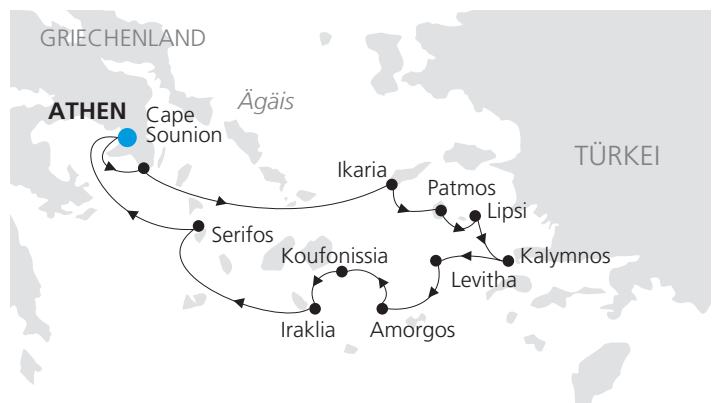 GRIECHENLAND
Ägäis
ATHEN
Cape
Sounion
TÜRKEI
Ikaria
Patmos
Lipsi
Serifos
Koufonissia
Kalymnos
Levitha
Iraklia
Amorgos